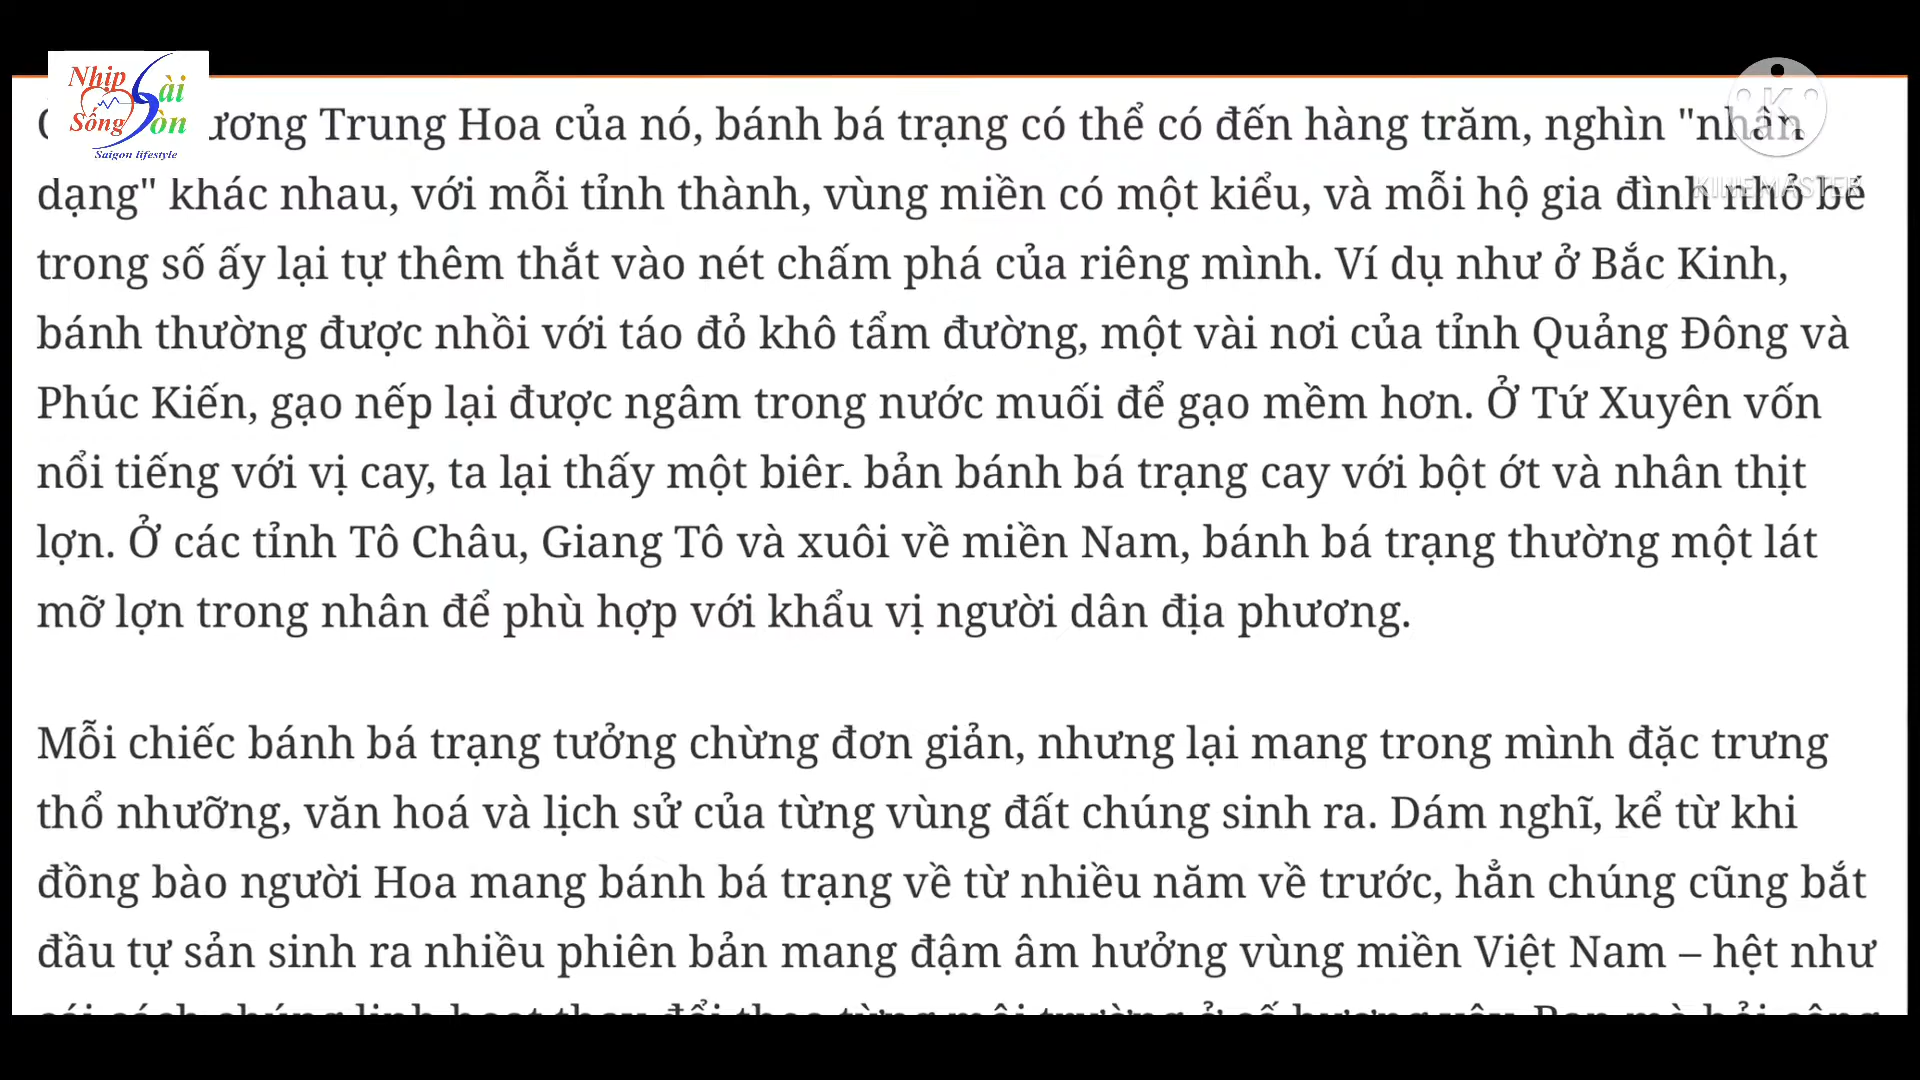 Nhịp Sống Sài Gòn
Saigon lifestyle
ương Trung Hoa của nó, bánh bá trạng có thể có đến hàng trăm, nghìn "nhân
dạng" khác nhau, với mỗi tỉnh thành, vùng miền có một kiểu, và mỗi hộ gia đình nhỏ bé
trong số ấy lại tự thêm thắt vào nét chấm phá của riêng mình. Ví dụ như ở Bắc Kinh,
bánh thường được nhồi với táo đỏ khô tẩm đường, một vài nơi của tỉnh Quảng Đông và
Phúc Kiến, gạo nếp lại được ngâm trong nước muối để gạo mềm hơn. Ở Tứ Xuyên vốn
nổi tiếng với vị cay, ta lại thấy một biên bản bánh bá trạng cay với bột ớt và nhân thịt
lợn. Ở các tỉnh Tô Châu, Giang Tô và xuôi về miền Nam, bánh bá trạng thường một lát
mỡ lợn trong nhân để phù hợp với khẩu vị người dân địa phương.
Mỗi chiếc bánh bá trạng tưởng chừng đơn giản, nhưng lại mang trong mình đặc trưng
thổ nhưỡng, văn hoá và lịch sử của từng vùng đất chúng sinh ra. Dám nghĩ, kể từ khi
đồng bào người Hoa mang bánh bá trạng về từ nhiều năm về trước, hẳn chúng cũng bắt
đầu tự sản sinh ra nhiều phiên bản mang đậm âm hưởng vùng miền Việt Nam – hệt như
K
KINEMASTER